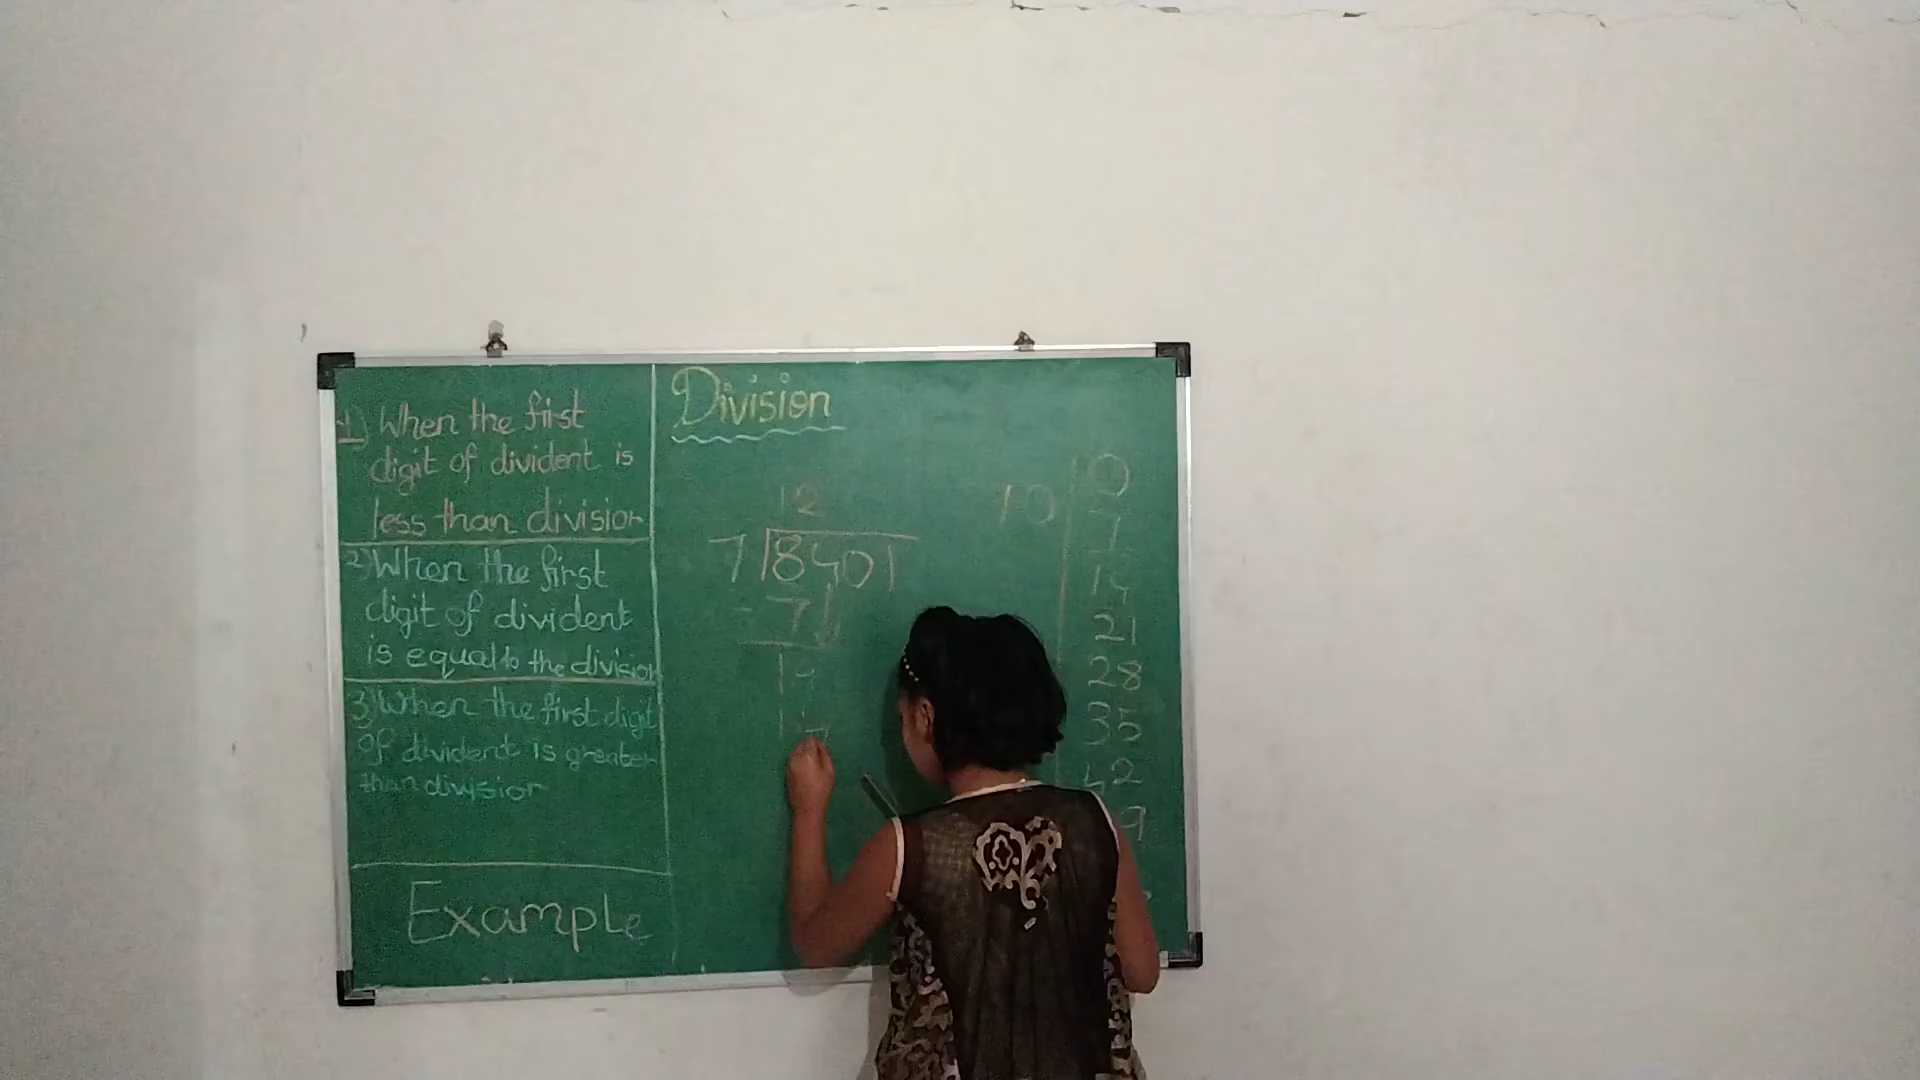 1) When the first
digit of divident is
less than division
2) When the first
digit of divident
is equal to the division
3) When the first digit
of divident is greater
than division
Example
Division
12
7 8401
- 7
14
1
10
0
7
14
21
28
35
42
9